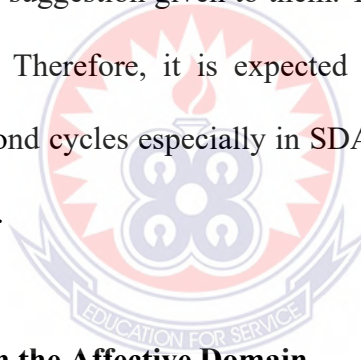 suggestion given to them.
Therefore, it is expected
ond cycles especially in SDA
.
EDUCATION FOR SERVICE
n the Affective Domain